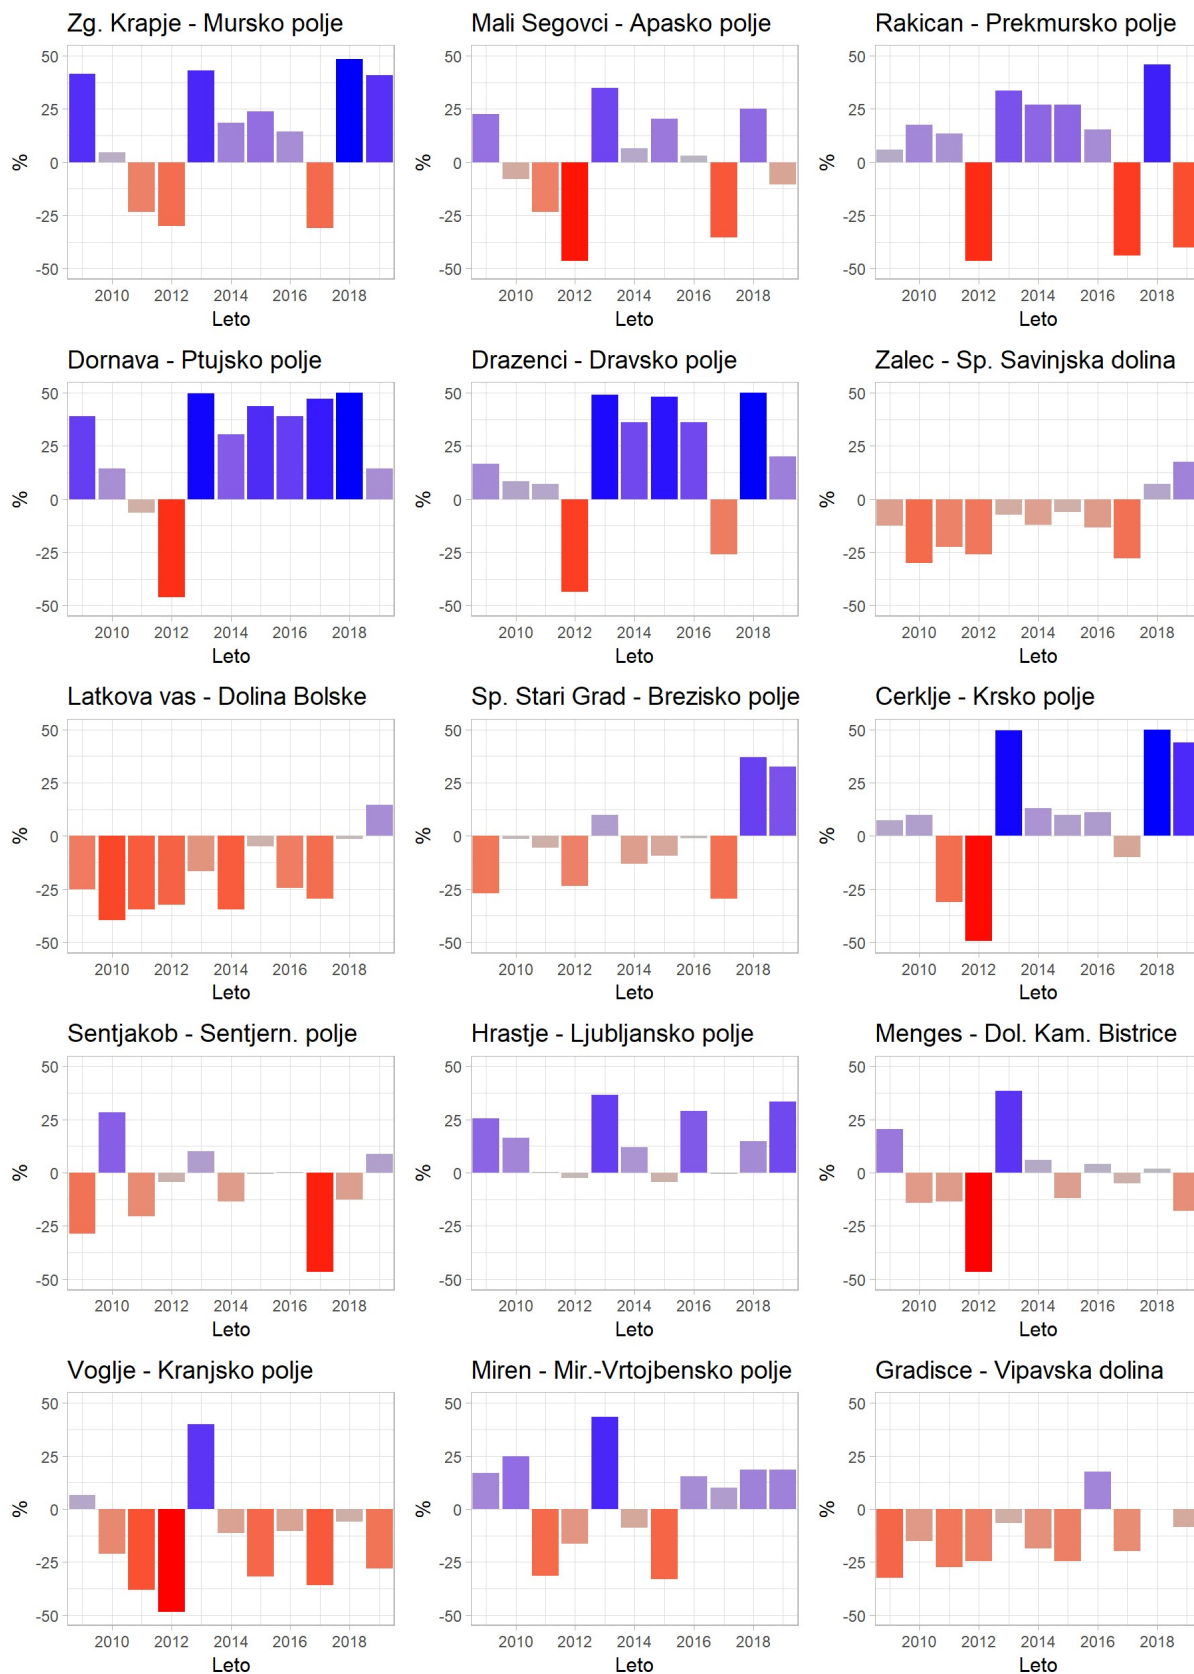 Zg. Krapje - Mursko polje
50
25
0
-25
-50
%
2010 2012 2014 2016 2018
Leto
Mali Segovci - Apasko polje
50
25
0
-25
-50
%
2010 2012 2014 2016 2018
Leto
Rakican - Prekmursko polje
50
25
0
-25
-50
%
2010 2012 2014 2016 2018
Leto
Dornava - Ptujsko polje
50
25
0
-25
-50
%
2010 2012 2014 2016 2018
Leto
Drazenci - Dravsko polje
50
25
0
-25
-50
%
2010 2012 2014 2016 2018
Leto
Zalec - Sp. Savinjska dolina
50
25
0
-25
-50
%
2010 2012 2014 2016 2018
Leto
Latkova vas - Dolina Bolske
50
25
0
-25
-50
%
2010 2012 2014 2016 2018
Leto
Sp. Stari Grad - Brezisko polje
50
25
0
-25
-50
%
2010 2012 2014 2016 2018
Leto
Cerklje - Krsko polje
50
25
0
-25
-50
%
2010 2012 2014 2016 2018
Leto
Sentjakob - Sentjern. polje
50
25
0
-25
-50
%
2010 2012 2014 2016 2018
Leto
Hrastje - Ljubljansko polje
50
25
0
-25
-50
%
2010 2012 2014 2016 2018
Leto
Menges - Dol. Kam. Bistrice
50
25
0
-25
-50
%
2010 2012 2014 2016 2018
Leto
Voglje - Kranjsko polje
50
25
0
-25
-50
%
2010 2012 2014 2016 2018
Leto
Miren - Mir.-Vrtojbensko polje
50
25
0
-25
-50
%
2010 2012 2014 2016 2018
Leto
Gradisce - Vipavska dolina
50
25
0
-25
-50
%
2010 2012 2014 2016 2018
Leto